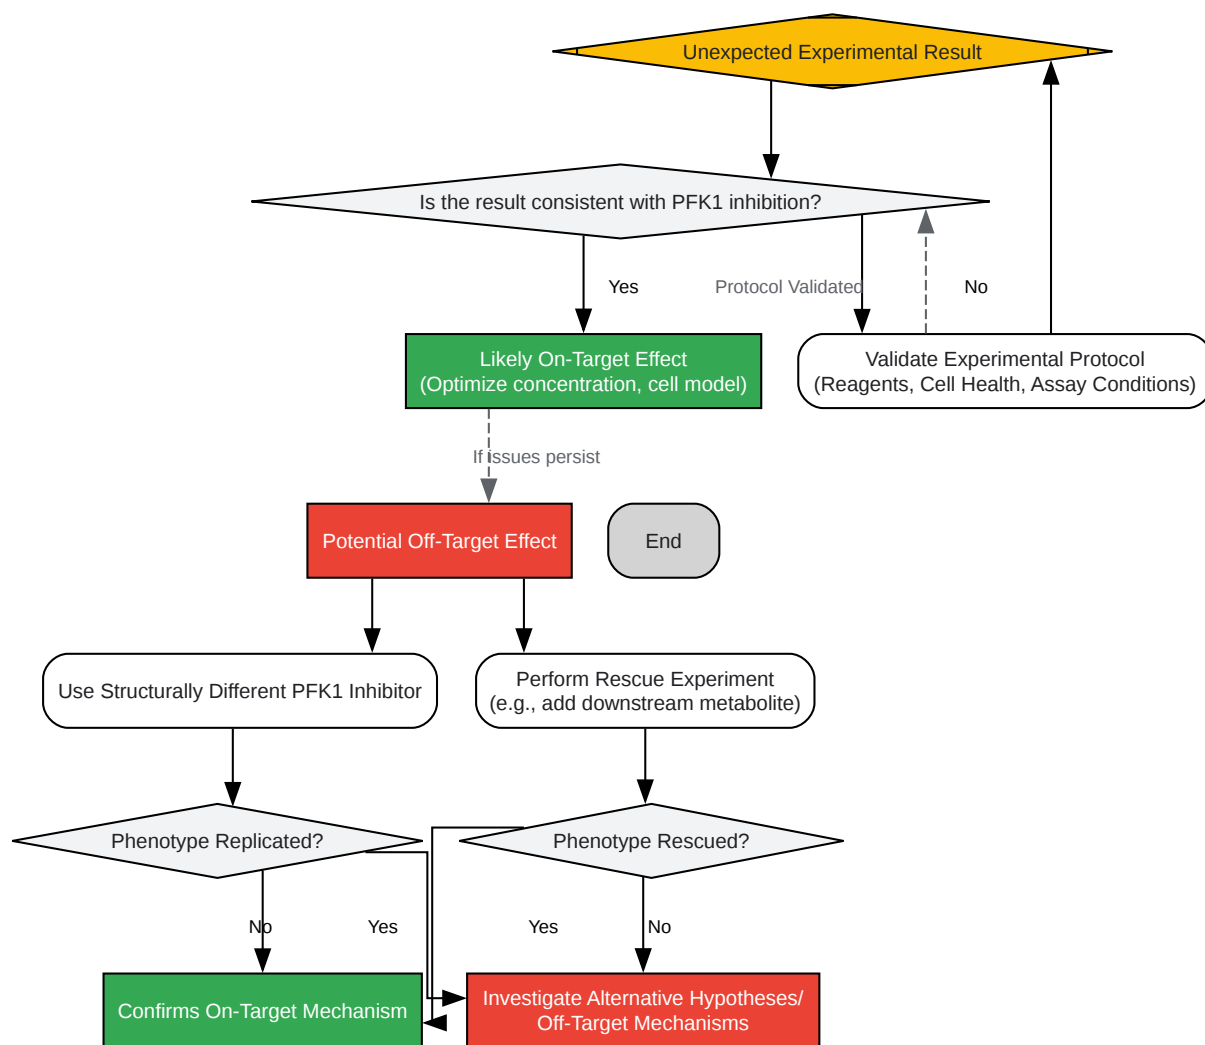 Unexpected Experimental Result
Is the result consistent with PFK1 inhibition?
Yes
Protocol Validated
No
Likely On-Target Effect
(Optimize concentration, cell model)
Validate Experimental Protocol
(Reagents, Cell Health, Assay Conditions)
If issues persist
Potential Off-Target Effect
End
Use Structurally Different PFK1 Inhibitor
Perform Rescue Experiment
(e.g., add downstream metabolite)
Phenotype Replicated?
Phenotype Rescued?
No
Yes
Yes
No
Confirms On-Target Mechanism
Investigate Alternative Hypotheses/
Off-Target Mechanisms